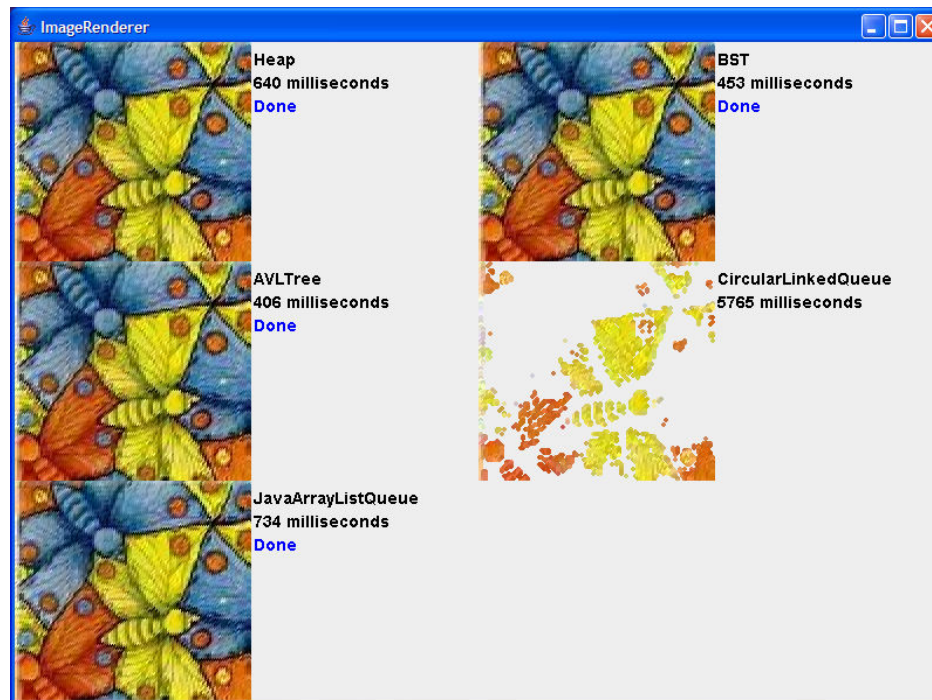 ImageRenderer
Heap
640 milliseconds
Done
BST
453 milliseconds
Done
AVLTree
406 milliseconds
Done
CircularLinkedQueue
5765 milliseconds
JavaArrayListQueue
734 milliseconds
Done